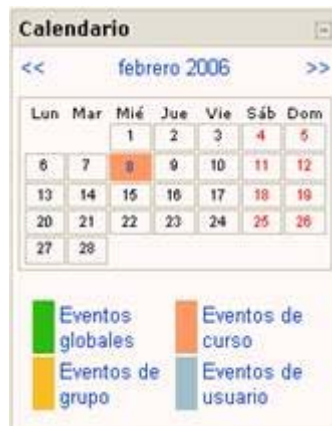 Calendario
<< febrero 2006 >>
Lun Mar Mié Jue Vie Sáb Dom
1 2 3 4 5
6 7 8 9 10 11 12
13 14 15 16 17 18 19
20 21 22 23 24 25 26
27 28
Eventos globales
Eventos de curso
Eventos de grupo
Eventos de usuario